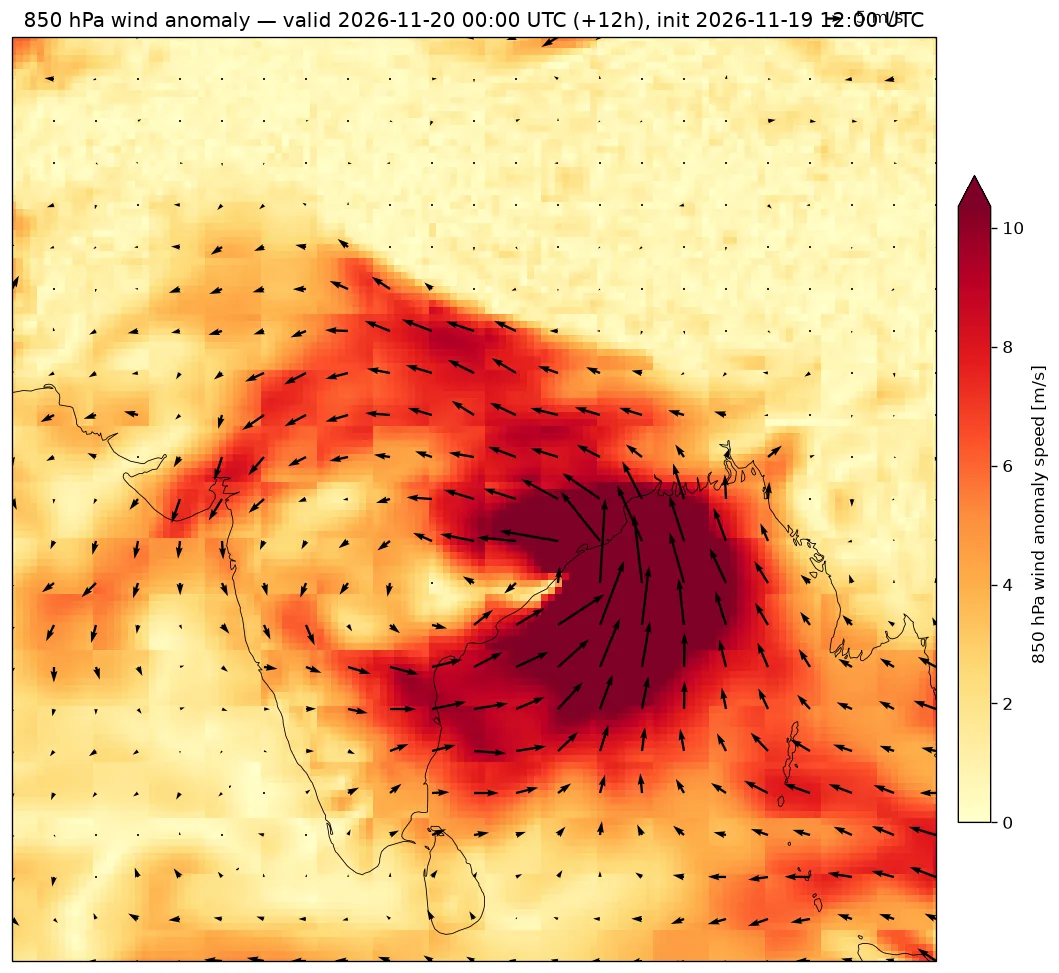 850 hPa wind anomaly — valid 2026-11-20 00:00 UTC (+12h), init 2026-11-19 12:00 UTC
5 m/s
10
8
6
4
2
0
850 hPa wind anomaly speed [m/s]